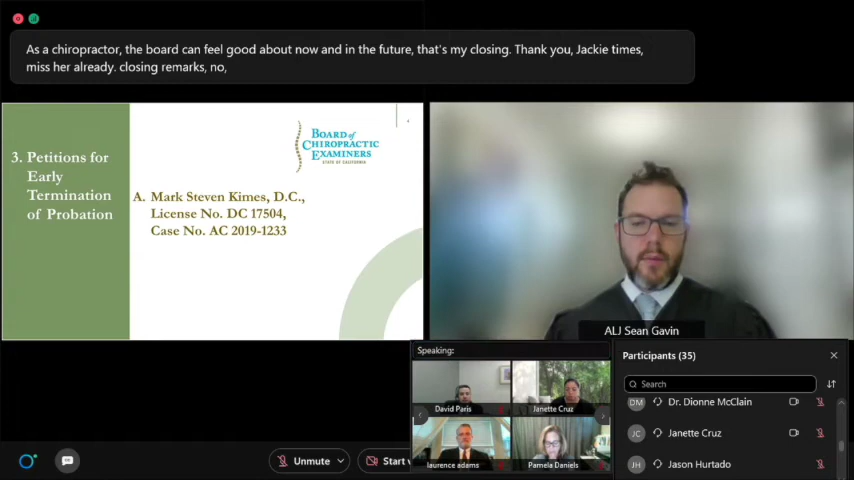 As a chiropractor, the board can feel good about now and in the future, that's my closing. Thank you, Jackie times,
miss her already. closing remarks, no,
3. Petitions for
Early
Termination
of Probation
BOARD of
CHIROPRACTIC
EXAMINERS
STATE OF CALIFORNIA
A. Mark Steven Kimes, D.C.,
License No. DC 17504,
Case No. AC 2019-1233
ALJ Sean Gavin
Speaking:
David Paris
Janette Cruz
laurence adams
Pamela Daniels
Participants (35)
Search
DM Dr. Dionne McClain
JC Janette Cruz
JH Jason Hurtado
Unmute
Start v